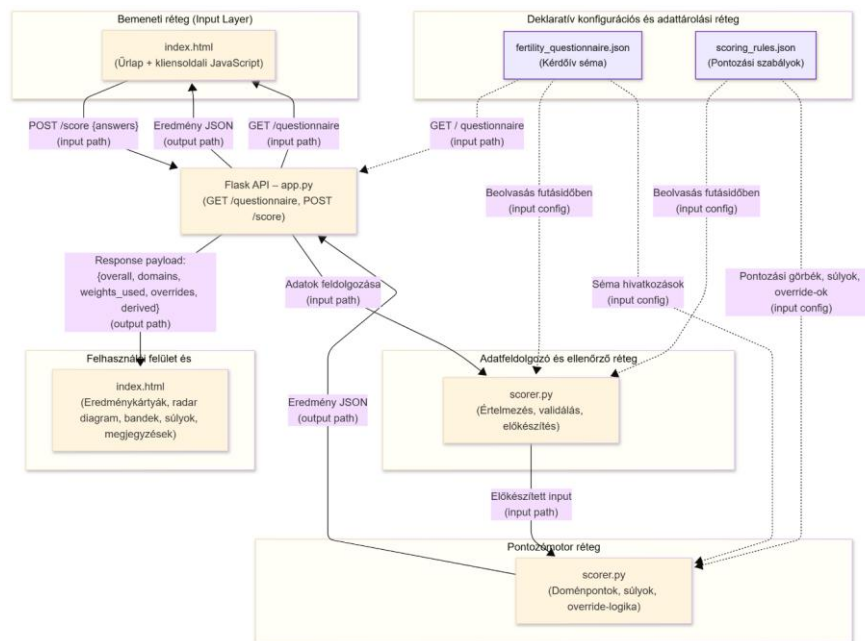 Bemeneti réteg (Input Layer)
index.html
(Űrlap + kliensoldali JavaScript)
Deklaratív konfigurációs és adattárolási réteg
fertility_questionnaire.json
(Kérdőív séma)
scoring_rules.json
(Pontozási szabályok)
POST /score {answers}
(input path)
Eredmény JSON
(output path)
GET /questionnaire
(input path)
GET / questionnaire
(input path)
Flask API – app.py
(GET /questionnaire, POST
/score)
Beolvasás futásidőben
(input config)
Beolvasás futásidőben
(input config)
Response payload:
{overall, domains,
weights_used, overrides,
derived}
(output path)
Adatok feldolgozása
(input path)
Séma hivatkozások
(input config)
Pontozási görbék, súlyok,
override-ok
(input config)
Felhasználói felület és
index.html
(Eredménykártyák, radar
diagram, bandek, súlyok,
megjegyzések)
Eredmény JSON
(output path)
Adatfeldolgozó és ellenőrző réteg
scorer.py
(Értelmezés, validálás,
előkészítés)
Előkészített input
(input path)
Pontozómotor réteg
scorer.py
(Doménpontok, súlyok,
override-logika)